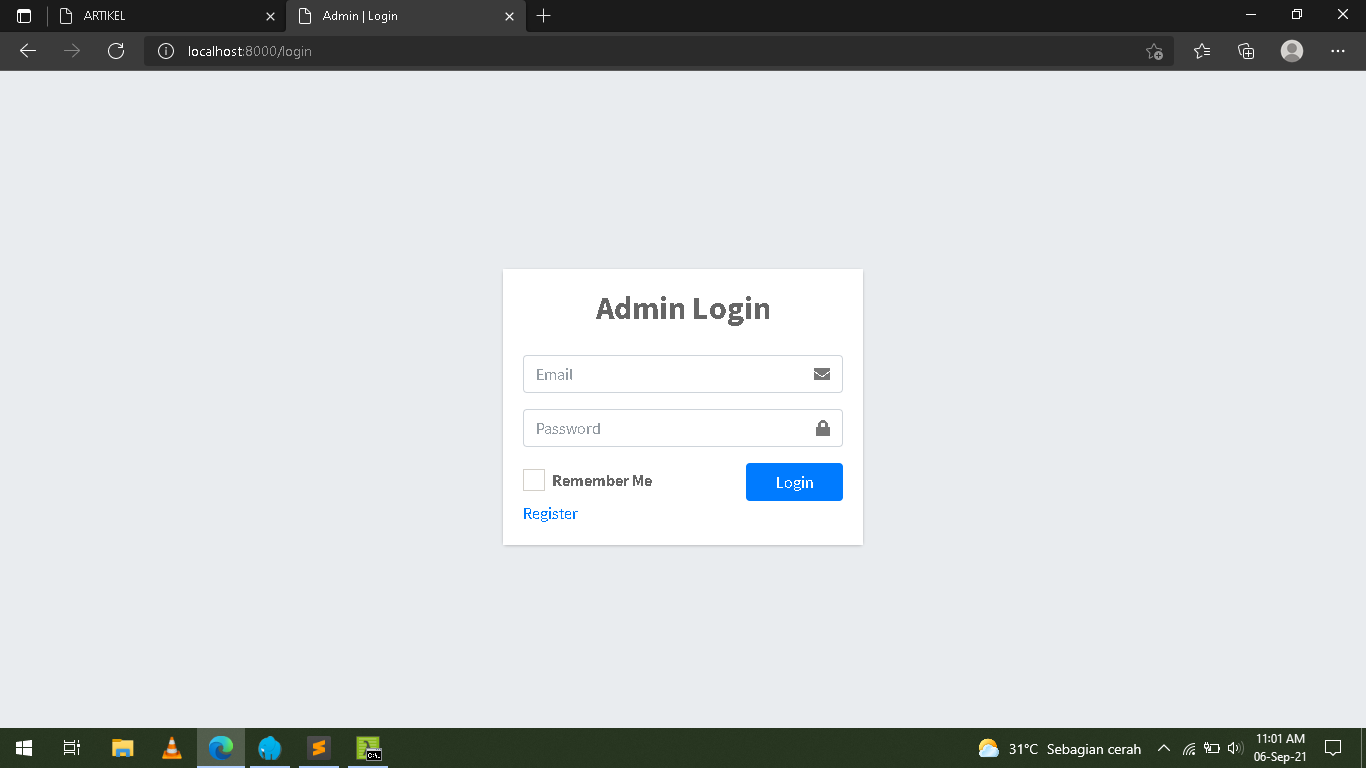 ARTIKEL
Admin | Login
localhost:8000/login
Admin Login
Email
Password
Remember Me
Login
Register
31°C Sebagian cerah
11:01 AM
06-Sep-21